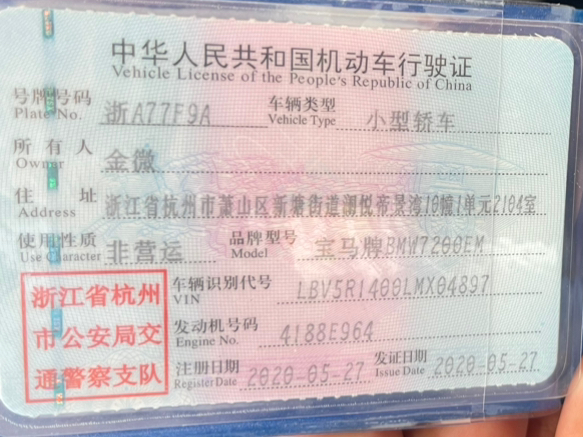 中华人民共和国机动车行驶证
Vehicle License of the People's Republic of China
号牌号码 浙A77F9A 车辆类型 小型轿车
Plate No. Vehicle Type
所有人 金微
Owner
住址 浙江省杭州市萧山区新塘街道澜悦帝景湾10幢1单元2104室
Address
使用性质 非营运 品牌型号 宝马牌BMW7200EM
Use Character Model
浙江省杭州
市公安局交
通警察支队
车辆识别代号 LBV5R1400LMX04897
VIN
发动机号码 4188E964
Engine No.
注册日期 2020-05-27 发证日期 2020-05-27
Register Date Issue Date